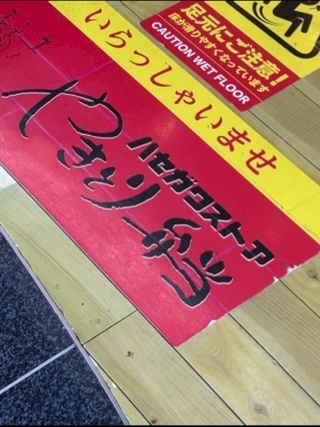 足元にご注意!
床が滑りやすくなっています
CAUTION WET FLOOR
いらっしゃいませ
ハセガワストア
やきとり弁当